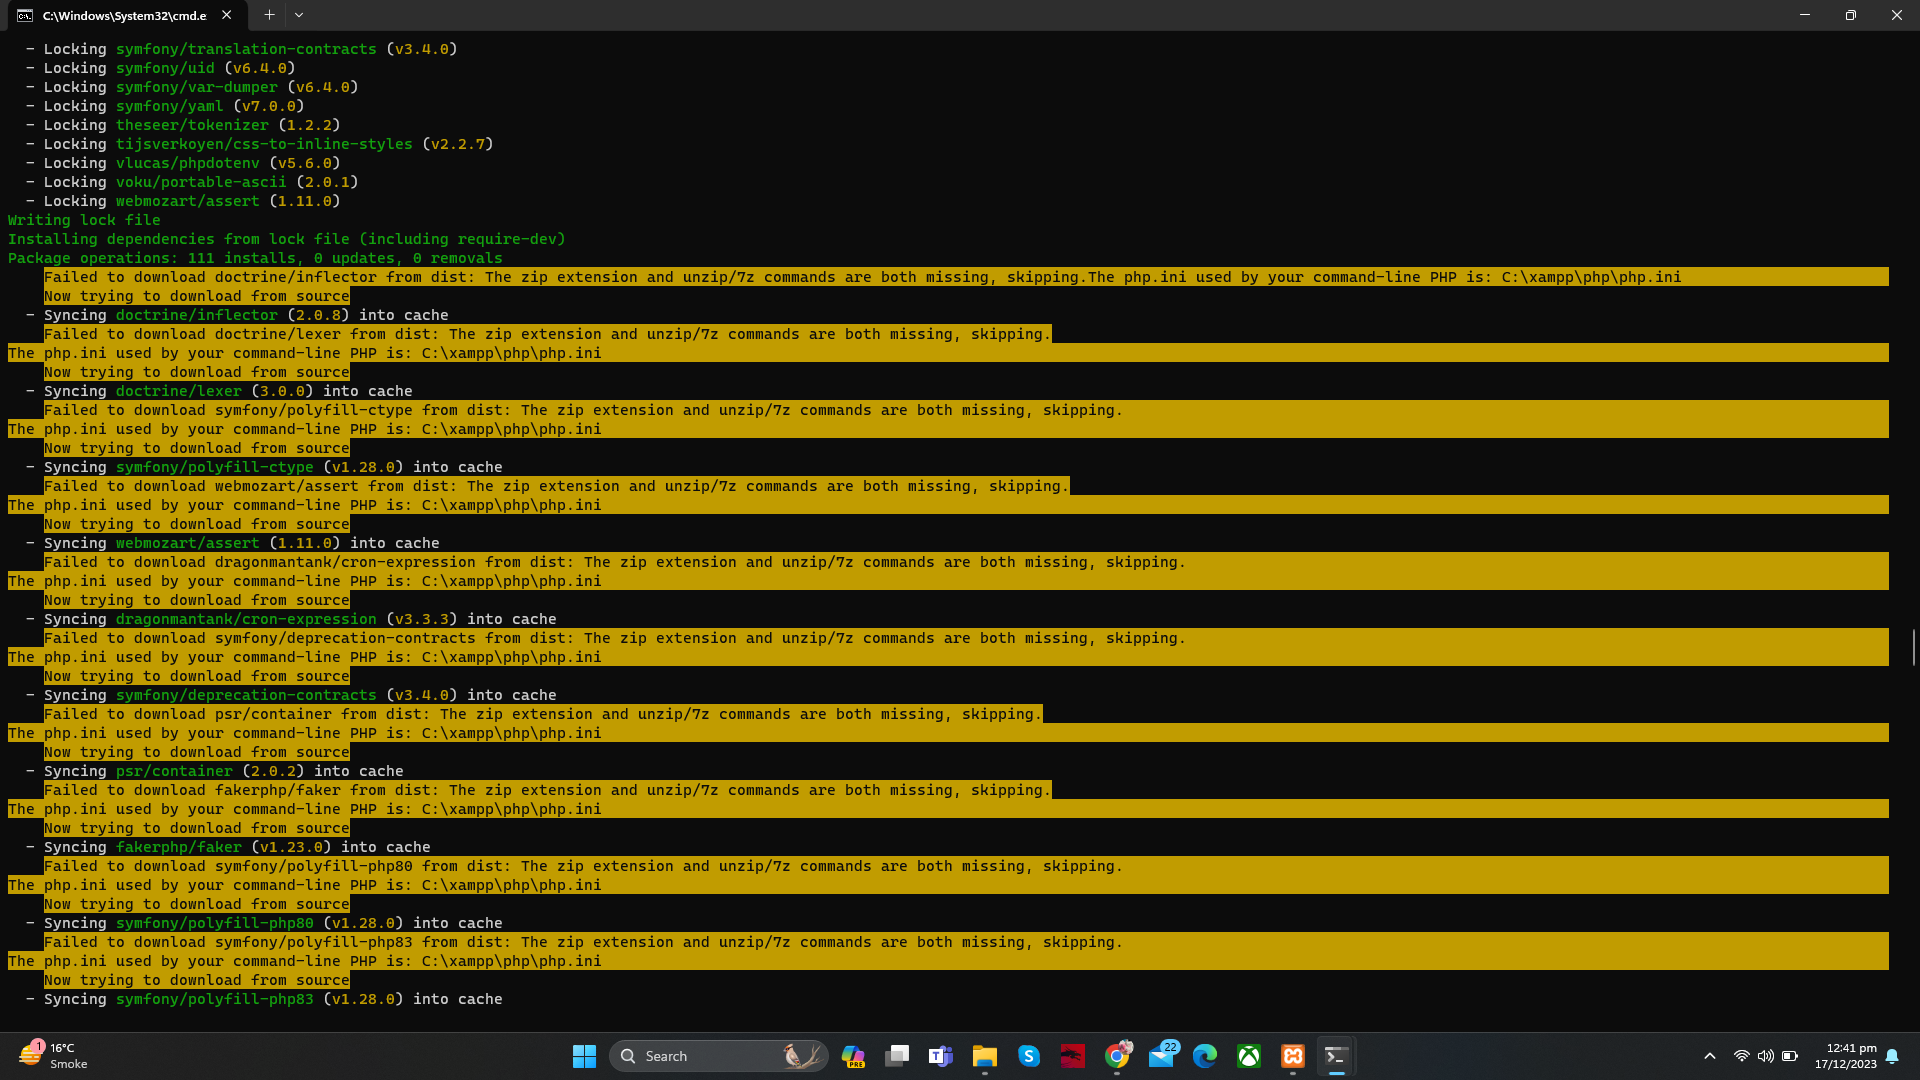 C:\Windows\System32\cmd.e
- Locking symfony/translation-contracts (v3.4.0)
- Locking symfony/uid (v6.4.0)
- Locking symfony/var-dumper (v6.4.0)
- Locking symfony/yaml (v7.0.0)
- Locking theseer/tokenizer (1.2.2)
- Locking tijsverkoyen/css-to-inline-styles (v2.2.7)
- Locking vlucas/phpdotenv (v5.6.0)
- Locking voku/portable-ascii (2.0.1)
- Locking webmozart/assert (1.11.0)
Writing lock file
Installing dependencies from lock file (including require-dev)
Package operations: 111 installs, 0 updates, 0 removals
Failed to download doctrine/inflector from dist: The zip extension and unzip/7z commands are both missing, skipping.The php.ini used by your command-line PHP is: C:\xampp\php\php.ini
Now trying to download from source
- Syncing doctrine/inflector (2.0.8) into cache
Failed to download doctrine/lexer from dist: The zip extension and unzip/7z commands are both missing, skipping.
The php.ini used by your command-line PHP is: C:\xampp\php\php.ini
Now trying to download from source
- Syncing doctrine/lexer (3.0.0) into cache
Failed to download symfony/polyfill-ctype from dist: The zip extension and unzip/7z commands are both missing, skipping.
The php.ini used by your command-line PHP is: C:\xampp\php\php.ini
Now trying to download from source
- Syncing symfony/polyfill-ctype (v1.28.0) into cache
Failed to download webmozart/assert from dist: The zip extension and unzip/7z commands are both missing, skipping.
The php.ini used by your command-line PHP is: C:\xampp\php\php.ini
Now trying to download from source
- Syncing webmozart/assert (1.11.0) into cache
Failed to download dragonmantank/cron-expression from dist: The zip extension and unzip/7z commands are both missing, skipping.
The php.ini used by your command-line PHP is: C:\xampp\php\php.ini
Now trying to download from source
- Syncing dragonmantank/cron-expression (v3.3.3) into cache
Failed to download symfony/deprecation-contracts from dist: The zip extension and unzip/7z commands are both missing, skipping.
The php.ini used by your command-line PHP is: C:\xampp\php\php.ini
Now trying to download from source
- Syncing symfony/deprecation-contracts (v3.4.0) into cache
Failed to download psr/container from dist: The zip extension and unzip/7z commands are both missing, skipping.
The php.ini used by your command-line PHP is: C:\xampp\php\php.ini
Now trying to download from source
- Syncing psr/container (2.0.2) into cache
Failed to download fakerphp/faker from dist: The zip extension and unzip/7z commands are both missing, skipping.
The php.ini used by your command-line PHP is: C:\xampp\php\php.ini
Now trying to download from source
- Syncing fakerphp/faker (v1.23.0) into cache
Failed to download symfony/polyfill-php80 from dist: The zip extension and unzip/7z commands are both missing, skipping.
The php.ini used by your command-line PHP is: C:\xampp\php\php.ini
Now trying to download from source
- Syncing symfony/polyfill-php80 (v1.28.0) into cache
Failed to download symfony/polyfill-php83 from dist: The zip extension and unzip/7z commands are both missing, skipping.
The php.ini used by your command-line PHP is: C:\xampp\php\php.ini
Now trying to download from source
- Syncing symfony/polyfill-php83 (v1.28.0) into cache
1
16°C
Smoke
Search
PRE
22
12:41 pm
17/12/2023